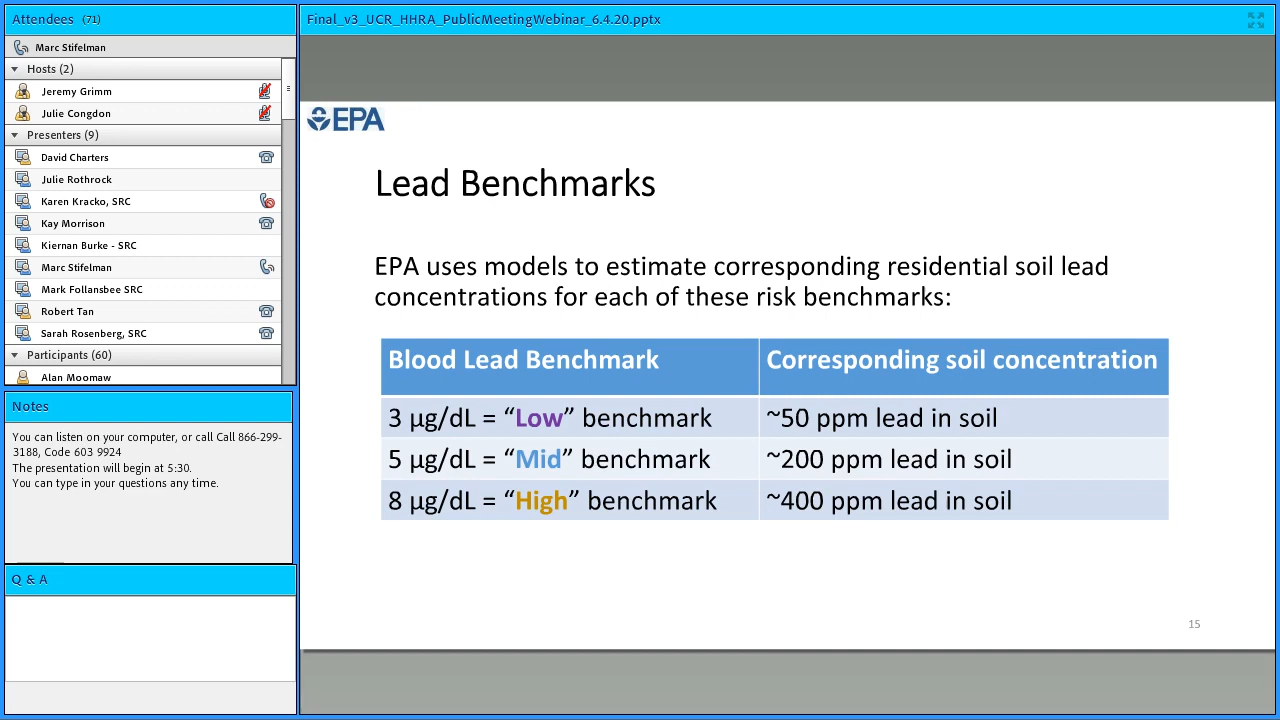 Attendees (71)
Marc Stifelman
Hosts (2)
Jeremy Grimm
Julie Congdon
Presenters (9)
David Charters
Julie Rothrock
Karen Kracko, SRC
Kay Morrison
Kiernan Burke - SRC
Marc Stifelman
Mark Follansbee SRC
Robert Tan
Sarah Rosenberg, SRC
Participants (60)
Alan Moomaw
Notes
You can listen on your computer, or call Call 866-299-
3188, Code 603 9924
The presentation will begin at 5:30.
You can type in your questions any time.
Q & A
Final_v3_UCR_HHRA_PublicMeetingWebinar_6.4.20.pptx
EPA
Lead Benchmarks
EPA uses models to estimate corresponding residential soil lead
concentrations for each of these risk benchmarks:
Blood Lead Benchmark Corresponding soil concentration
3 µg/dL = “Low” benchmark ~50 ppm lead in soil
5 µg/dL = “Mid” benchmark ~200 ppm lead in soil
8 µg/dL = “High” benchmark ~400 ppm lead in soil
15